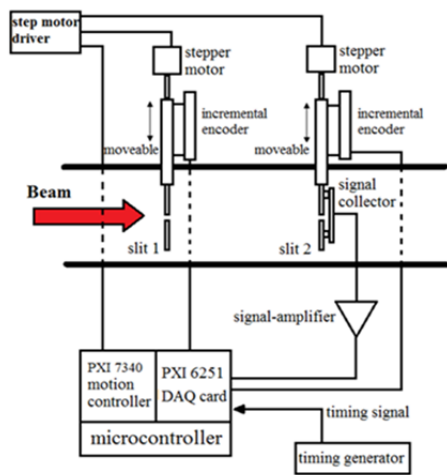 step motor
driver
stepper
motor
stepper
motor
incremental
encoder
moveable
incremental
encoder
moveable
signal
collector
Beam
slit 1
slit 2
signal-amplifier
PXI 7340
motion
controller
PXI 6251
DAQ card
timing signal
microcontroller
timing generator